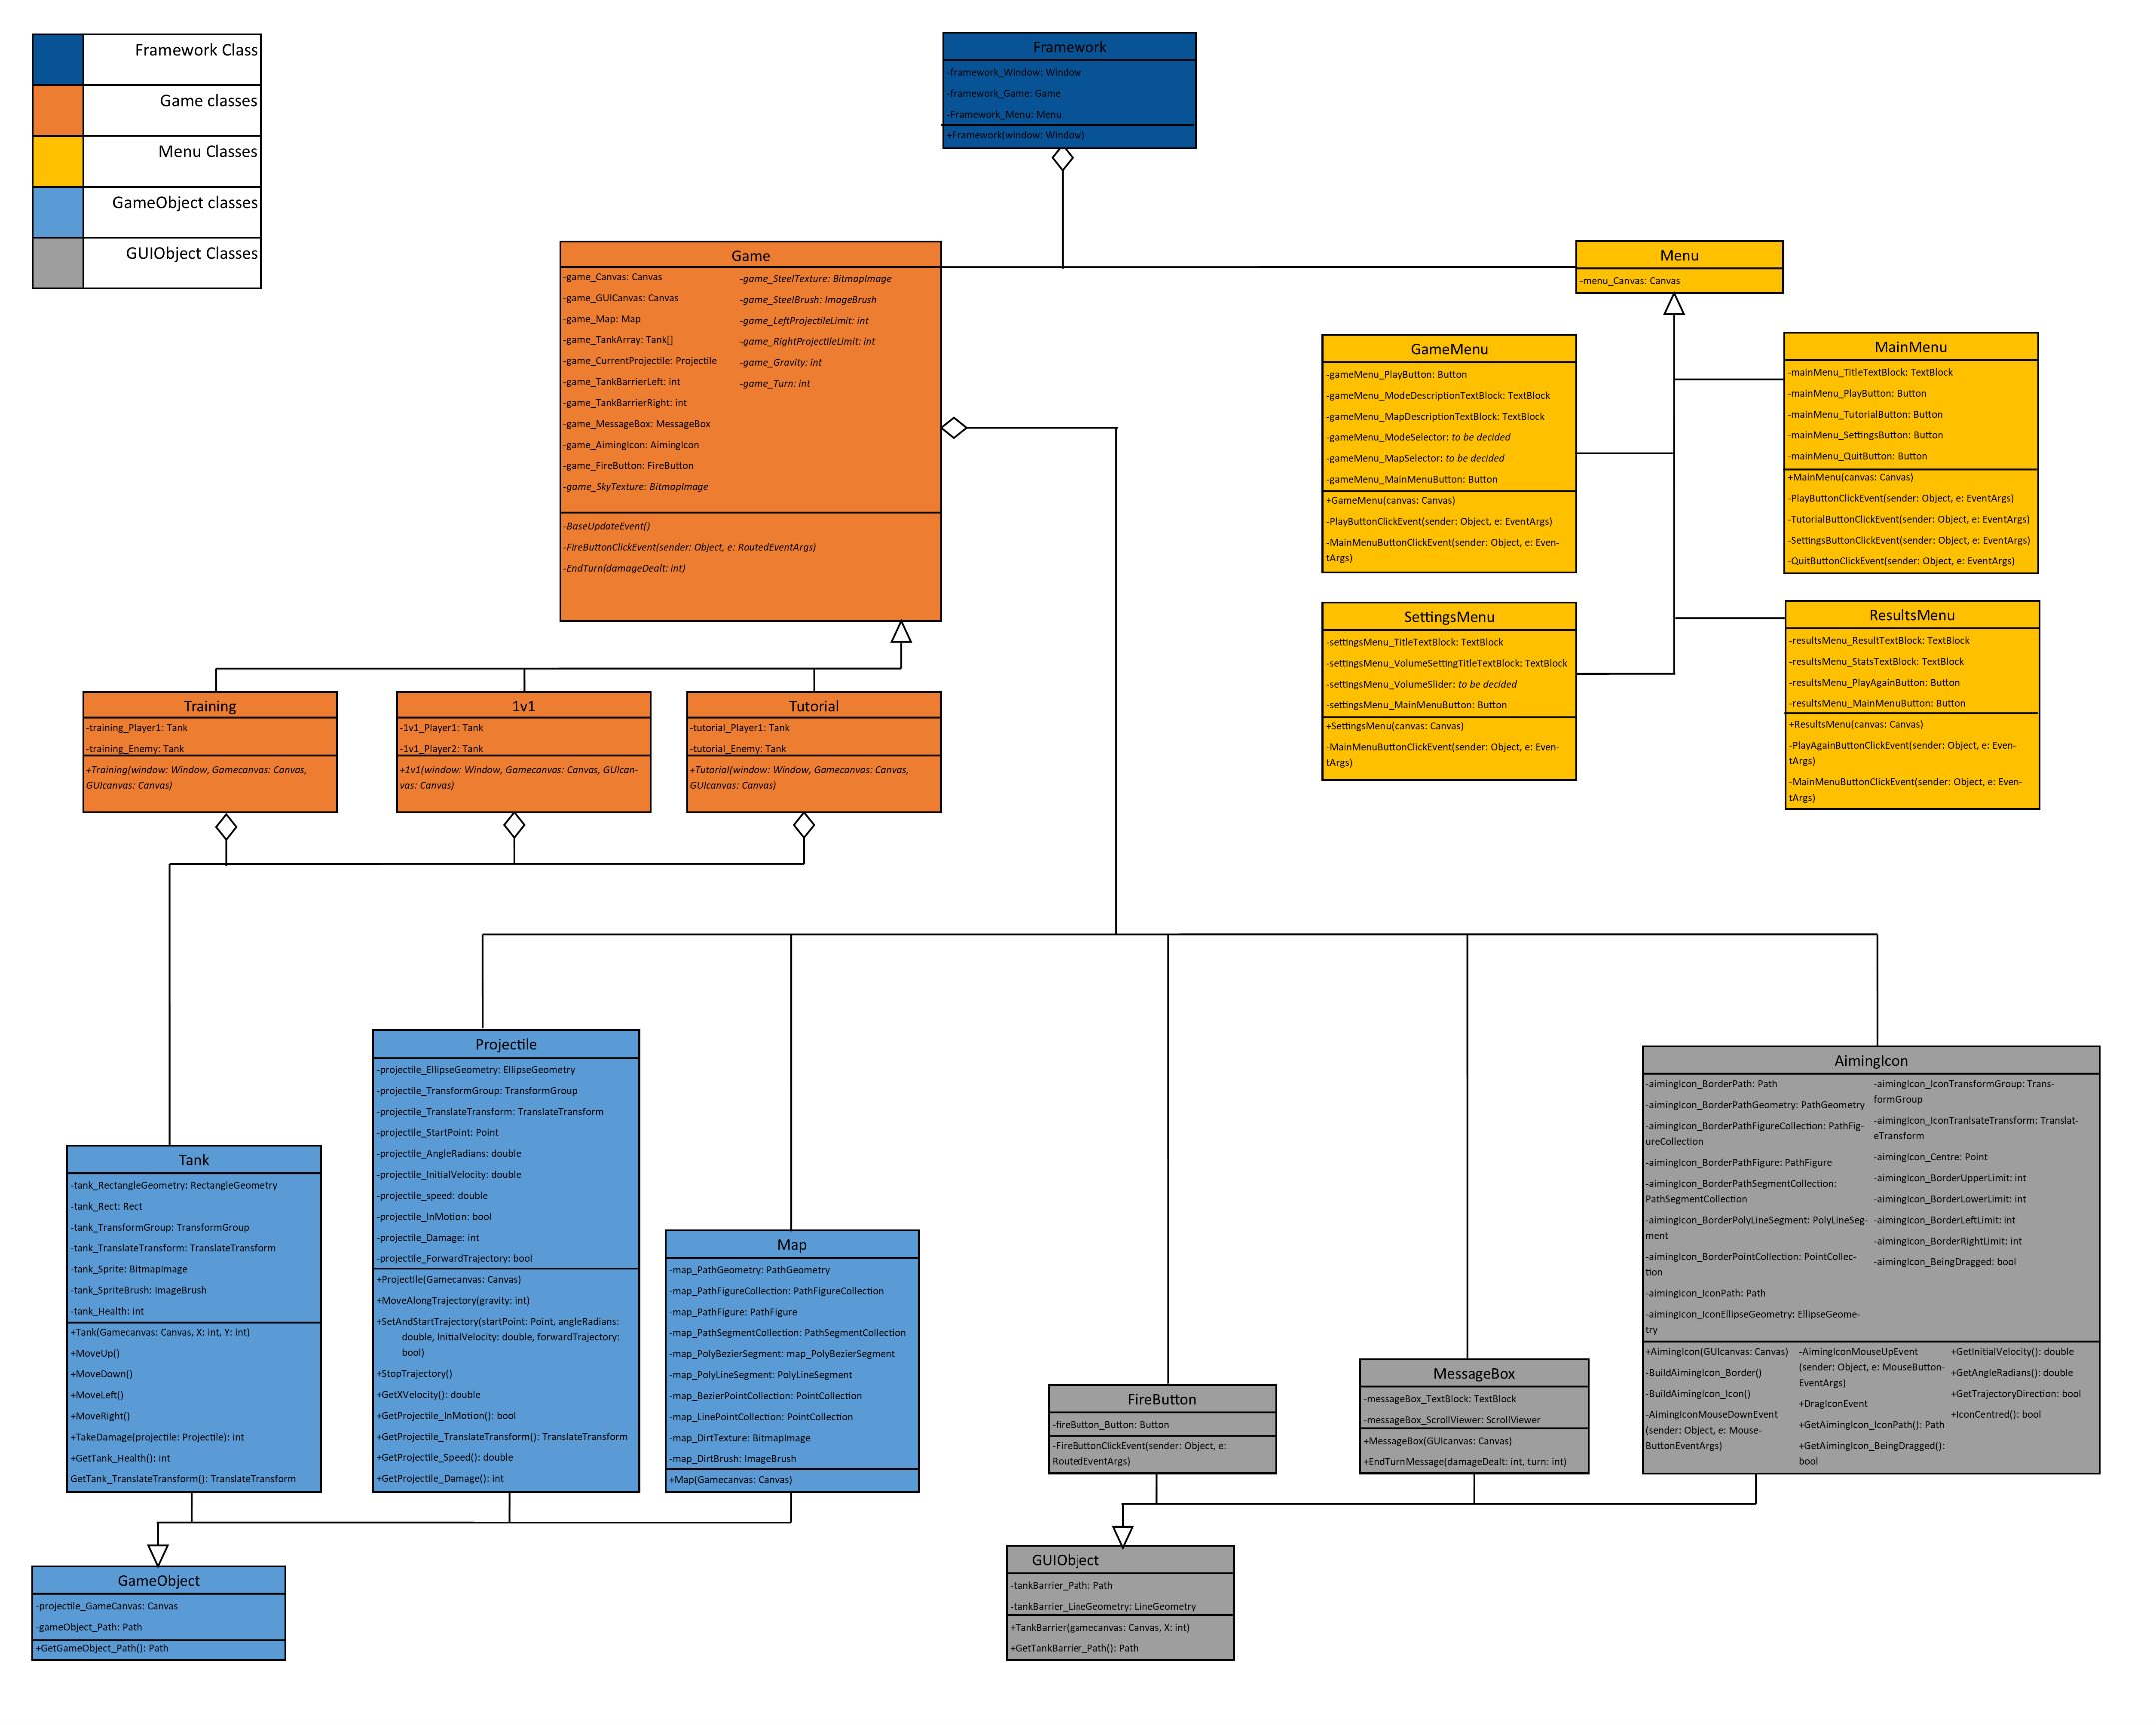 Framework Class
Game classes
Menu Classes
GameObject classes
GUIObject Classes
Framework
-framework_Window: Window
-framework_Game: Game
-Framework_Menu: Menu
+Framework(window: Window)
Game
-game_Canvas: Canvas
-game_GUICanvas: Canvas
-game_Map: Map
-game_TankArray: Tank[]
-game_CurrentProjectile: Projectile
-game_TankBarrierLeft: int
-game_TankBarrierRight: int
-game_MessageBox: MessageBox
-game_AimingIcon: AimingIcon
-game_FireButton: FireButton
-game_SkyTexture: BitmapImage
-game_SteelTexture: BitmapImage
-game_SteelBrush: ImageBrush
-game_LeftProjectileLimit: int
-game_RightProjectileLimit: int
-game_Gravity: int
-game_Turn: int
-BaseUpdateEvent()
-FireButtonClickEvent(sender: Object, e: RoutedEventArgs)
-EndTurn(damageDealt: int)
Menu
-menu_Canvas: Canvas
GameMenu
-gameMenu_PlayButton: Button
-gameMenu_ModeDescriptionTextBlock: TextBlock
-gameMenu_MapDescriptionTextBlock: TextBlock
-gameMenu_ModeSelector: to be decided
-gameMenu_MapSelector: to be decided
-gameMenu_MainMenuButton: Button
+GameMenu(canvas: Canvas)
-PlayButtonClickEvent(sender: Object, e: EventArgs)
-MainMenuButtonClickEvent(sender: Object, e: Even-
tArgs)
MainMenu
-mainMenu_TitleTextBlock: TextBlock
-mainMenu_PlayButton: Button
-mainMenu_TutorialButton: Button
-mainMenu_SettingsButton: Button
-mainMenu_QuitButton: Button
+MainMenu(canvas: Canvas)
-PlayButtonClickEvent(sender: Object, e: EventArgs)
-TutorialButtonClickEvent(sender: Object, e: EventArgs)
-SettingsButtonClickEvent(sender: Object, e: EventArgs)
-QuitButtonClickEvent(sender: Object, e: EventArgs)
SettingsMenu
-settingsMenu_TitleTextBlock: TextBlock
-settingsMenu_VolumeSettingTitleTextBlock: TextBlock
-settingsMenu_VolumeSlider: to be decided
-settingsMenu_MainMenuButton: Button
+SettingsMenu(canvas: Canvas)
-MainMenuButtonClickEvent(sender: Object, e: Even-
tArgs)
ResultsMenu
-resultsMenu_ResultTextBlock: TextBlock
-resultsMenu_StatsTextBlock: TextBlock
-resultsMenu_PlayAgainButton: Button
-resultsMenu_MainMenuButton: Button
+ResultsMenu(canvas: Canvas)
-PlayAgainButtonClickEvent(sender: Object, e: Even-
tArgs)
-MainMenuButtonClickEvent(sender: Object, e: Even-
tArgs)
Training
-training_Player1: Tank
-training_Enemy: Tank
+Training(window: Window, Gamecanvas: Canvas,
GUIcanvas: Canvas)
1v1
-1v1_Player1: Tank
-1v1_Player2: Tank
+1v1(window: Window, Gamecanvas: Canvas, GUIcan-
vas: Canvas)
Tutorial
-tutorial_Player1: Tank
-tutorial_Enemy: Tank
+Tutorial(window: Window, Gamecanvas: Canvas,
GUIcanvas: Canvas)
Tank
-tank_RectangleGeometry: RectangleGeometry
-tank_Rect: Rect
-tank_TransformGroup: TransformGroup
-tank_TranslateTransform: TranslateTransform
-tank_Sprite: BitmapImage
-tank_SpriteBrush: ImageBrush
-tank_Health: int
+Tank(Gamecanvas: Canvas, X: int, Y: int)
+MoveUp()
+MoveDown()
+MoveLeft()
+MoveRight()
+TakeDamage(projectile: Projectile): int
+GetTank_Health(): int
GetTank_TranslateTransform(): TranslateTransform
Projectile
-projectile_EllipseGeometry: EllipseGeometry
-projectile_TransformGroup: TransformGroup
-projectile_TranslateTransform: TranslateTransform
-projectile_StartPoint: Point
-projectile_AngleRadians: double
-projectile_InitialVelocity: double
-projectile_speed: double
-projectile_InMotion: bool
-projectile_Damage: int
-projectile_ForwardTrajectory: bool
+Projectile(Gamecanvas: Canvas)
+MoveAlongTrajectory(gravity: int)
+SetAndStartTrajectory(startPoint: Point, angleRadians:
double, InitialVelocity: double, forwardTrajectory:
bool)
+StopTrajectory()
+GetXVelocity(): double
+GetProjectile_InMotion(): bool
+GetProjectile_TranslateTransform(): TranslateTransform
+GetProjectile_Speed(): double
+GetProjectile_Damage(): int
Map
-map_PathGeometry: PathGeometry
-map_PathFigureCollection: PathFigureCollection
-map_PathFigure: PathFigure
-map_PathSegmentCollection: PathSegmentCollection
-map_PolyBezierSegment: map_PolyBezierSegment
-map_PolyLineSegment: PolyLineSegment
-map_BezierPointCollection: PointCollection
-map_LinePointCollection: PointCollection
-map_DirtTexture: BitmapImage
-map_DirtBrush: ImageBrush
+Map(Gamecanvas: Canvas)
FireButton
-fireButton_Button: Button
-FireButtonClickEvent(sender: Object, e:
RoutedEventArgs)
MessageBox
-messageBox_TextBlock: TextBlock
-messageBox_ScrollViewer: ScrollViewer
+MessageBox(GUIcanvas: Canvas)
+EndTurnMessage(damageDealt: int, turn: int)
AimingIcon
-aimingIcon_BorderPath: Path
-aimingIcon_BorderPathGeometry: PathGeometry
-aimingIcon_BorderPathFigureCollection: PathFig-
ureCollection
-aimingIcon_BorderPathFigure: PathFigure
-aimingIcon_BorderPathSegmentCollection:
PathSegmentCollection
-aimingIcon_BorderPolyLineSegment: PolyLineSeg-
ment
-aimingIcon_BorderPointCollection: PointCollec-
tion
-aimingIcon_IconPath: Path
-aimingIcon_IconEllipseGeometry: EllipseGeome-
try
-aimingIcon_IconTransformGroup: Trans-
formGroup
-aimingIcon_IconTranlsateTransform: Translat-
eTransform
-aimingIcon_Centre: Point
-aimingIcon_BorderUpperLimit: int
-aimingIcon_BorderLowerLimit: int
-aimingIcon_BorderLeftLimit: int
-aimingIcon_BorderRightLimit: int
-aimingIcon_BeingDragged: bool
+AimingIcon(GUIcanvas: Canvas)
-BuildAimingIcon_Border()
-BuildAimingIcon_Icon()
-AimingIconMouseDownEvent
(sender: Object, e: Mouse-
ButtonEventArgs)
-AimingIconMouseUpEvent
(sender: Object, e: MouseButton-
EventArgs)
+DragIconEvent
+GetAimingIcon_IconPath(): Path
+GetAimingIcon_BeingDragged():
bool
+GetInitialVelocity(): double
+GetAngleRadians(): double
+GetTrajectoryDirection: bool
+IconCentred(): bool
GameObject
-projectile_GameCanvas: Canvas
-gameObject_Path: Path
+GetGameObject_Path(): Path
GUIObject
-tankBarrier_Path: Path
-tankBarrier_LineGeometry: LineGeometry
+TankBarrier(gamecanvas: Canvas, X: int)
+GetTankBarrier_Path(): Path